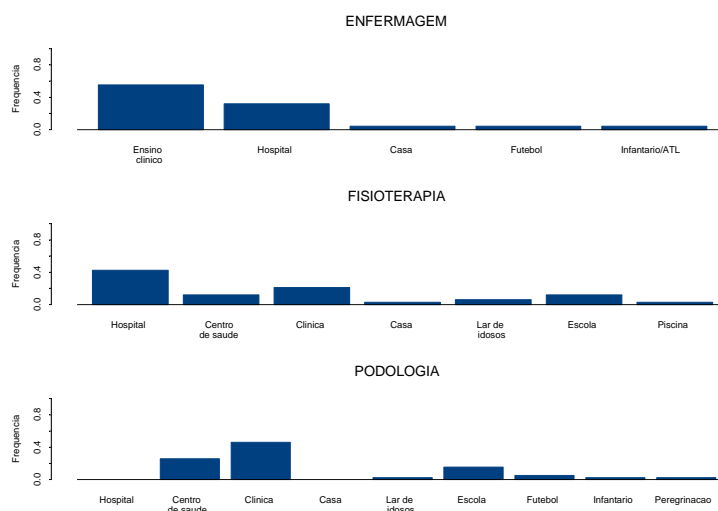 ENFERMAGEM
Frequencia
0.0 0.4 0.8
Ensino Hospital Casa Futebol Infantario/ATL
clinico
FISIOTERAPIA
Frequencia
0.0 0.4 0.8
Hospital Centro Clinica Casa Lar de Escola Piscina
de saude idosos
PODOLOGIA
Frequencia
0.0 0.4 0.8
Hospital Centro Clinica Casa Lar de Escola Futebol Infantario Peregrinacao
de saude idosos